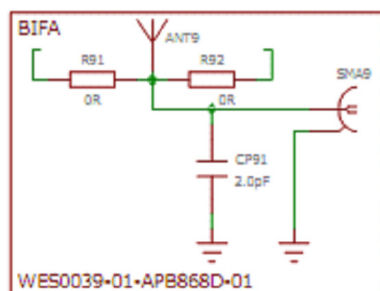 BIFA
ANT9
R91
R92
SMA9
0R
0R
CP91
2.0pF
WES0039-01-APB868D-01